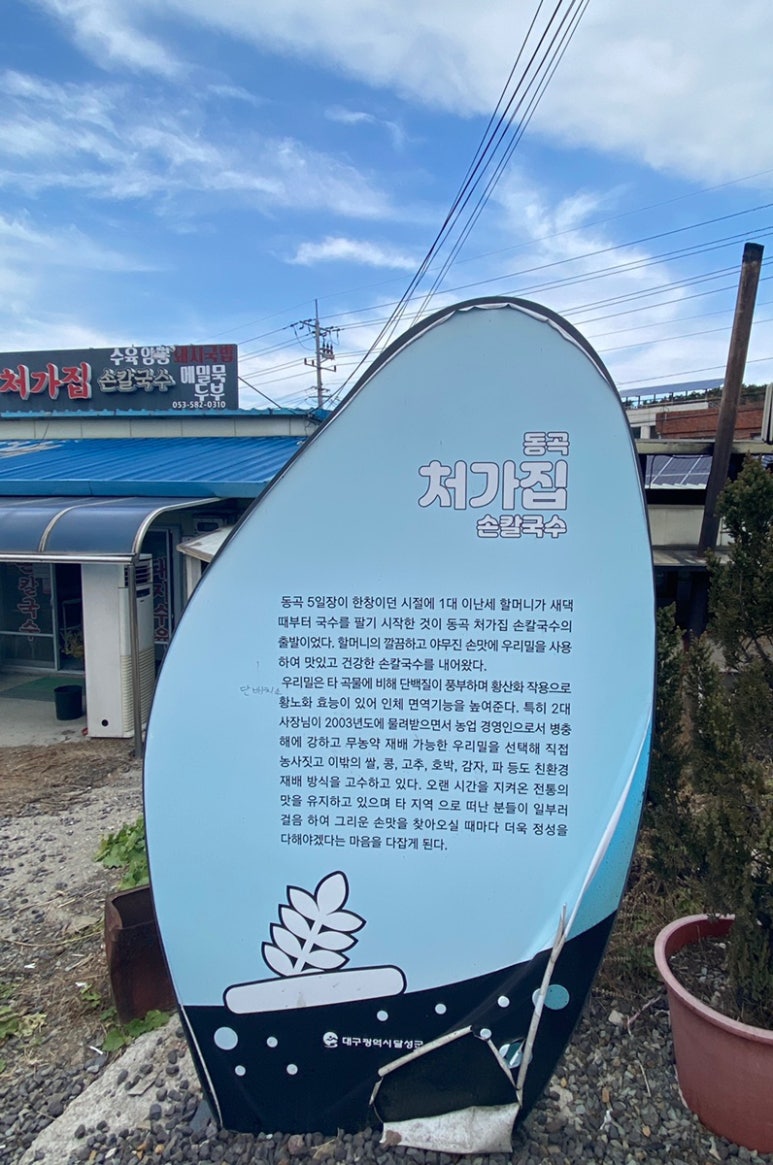 수육 암뽕 돼지국밥
처가집 손칼국수 메밀묵
두부
053-582-0310
손칼국수
동곡
처가집
손칼국수
동곡 5일장이 한창이던 시절에 1대 이난세 할머니가 새댁
때부터 국수를 팔기 시작한 것이 동곡 처가집 손칼국수의
출발이었다. 할머니의 깔끔하고 야무진 손맛에 우리밀을 사용
하여 맛있고 건강한 손칼국수를 내어왔다.
우리밀은 타 곡물에 비해 단백질이 풍부하며 황산화 작용으로
황노화 효능이 있어 인체 면역기능을 높여준다. 특히 2대
사장님이 2003년도에 물려받으면서 농업 경영인으로서 병충
해에 강하고 무농약 재배 가능한 우리밀을 선택해 직접
농사짓고 이밖의 쌀, 콩, 고추, 호박, 감자, 파 등도 친환경
재배 방식을 고수하고 있다. 오랜 시간을 지켜온 전통의
맛을 유지하고 있으며 타 지역 으로 떠난 분들이 일부러
걸음 하여 그리운 손맛을 찾아오실 때마다 더욱 정성을
다해야겠다는 마음을 다잡게 된다.
대구광역시 달성군